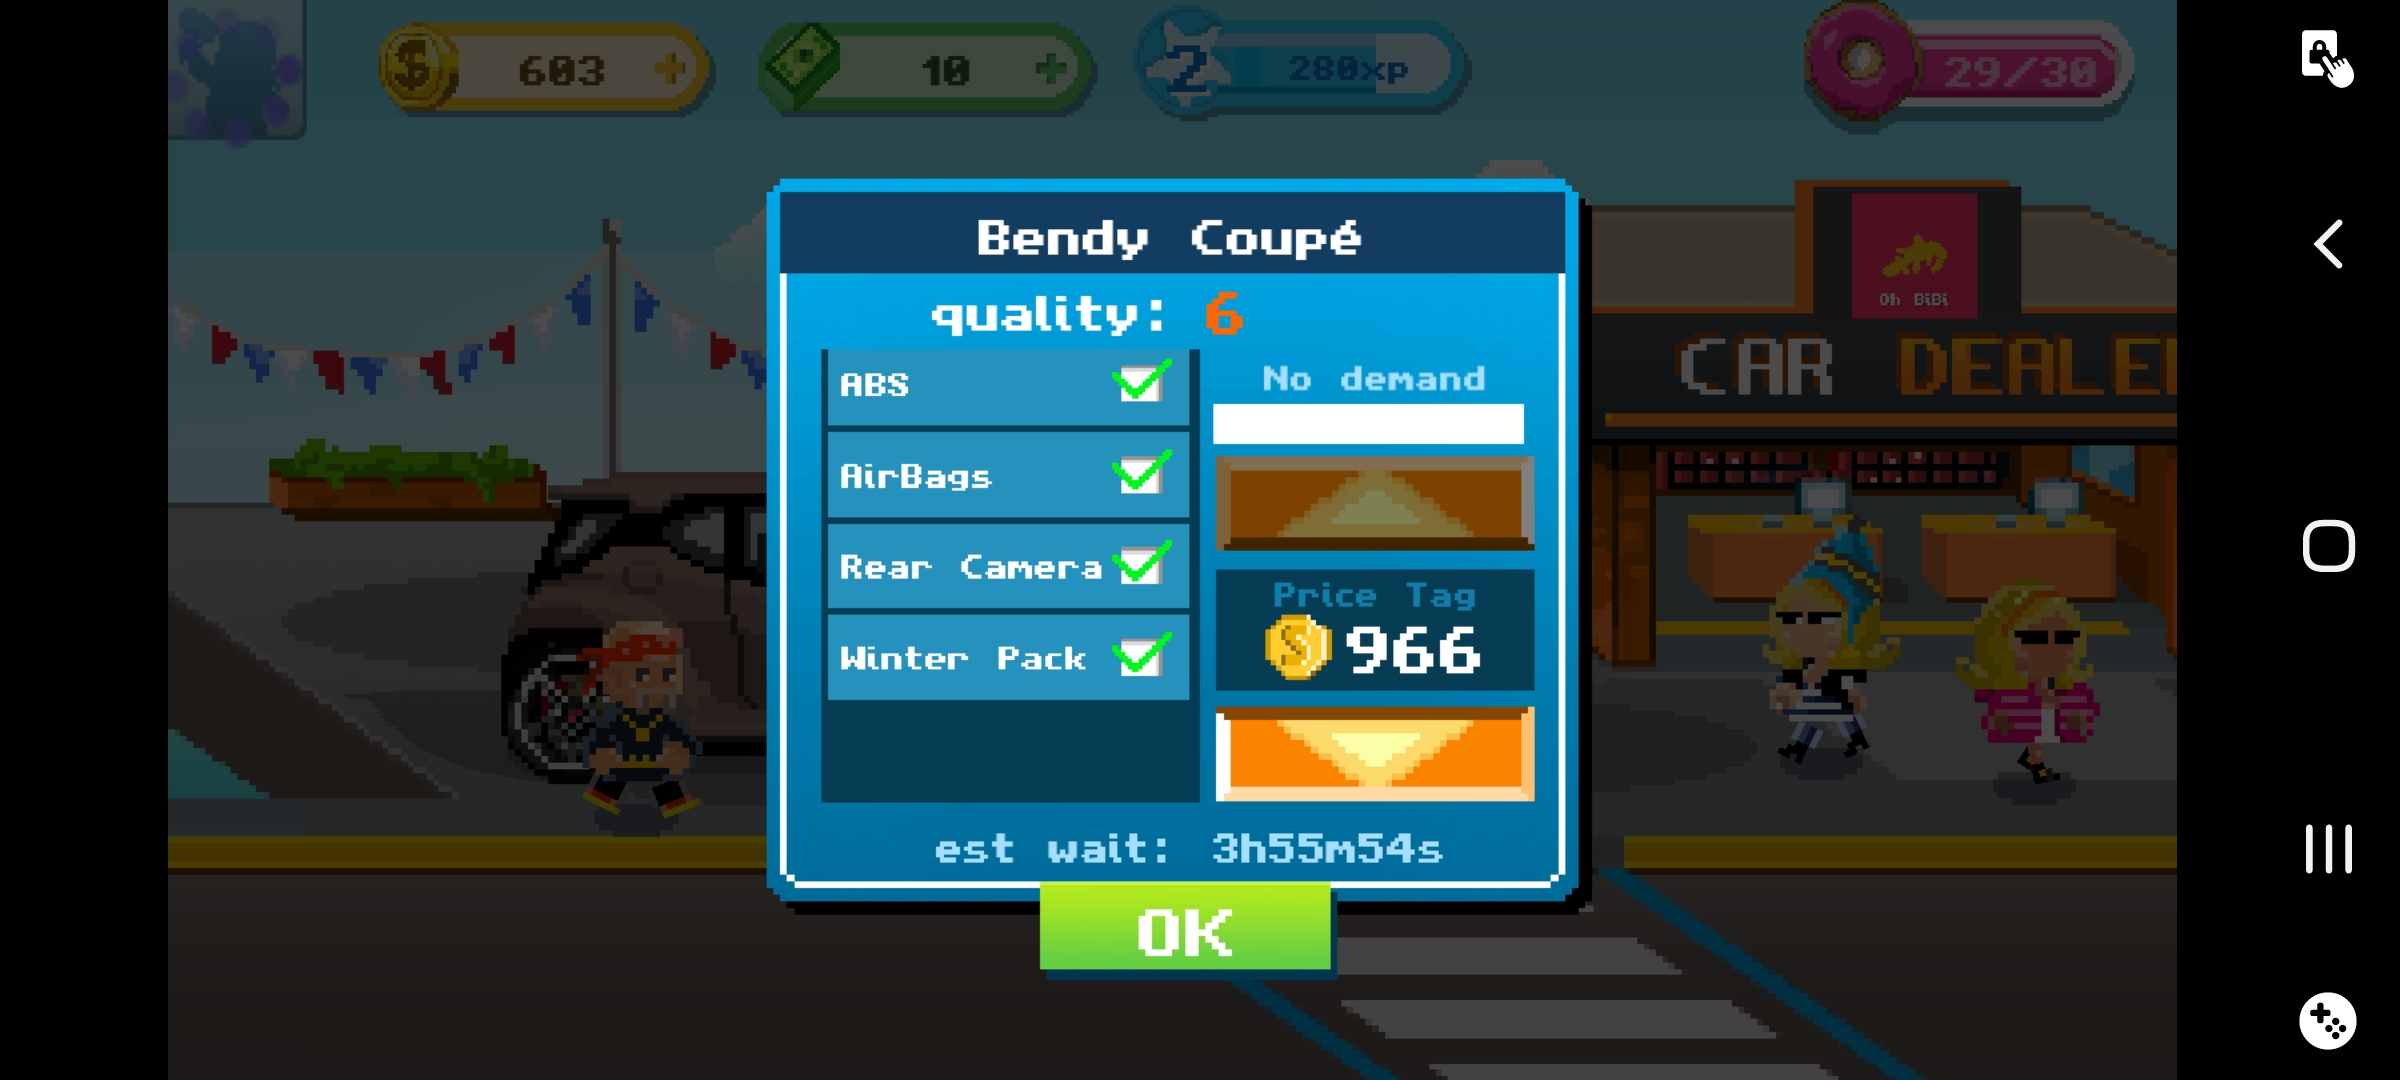 603
10
2
280xp
29/30
Bendy Coupé
quality: 6
ABS
AirBags
Rear Camera
Winter Pack
No demand
Price Tag
966
est wait: 3h55m54s
OK
Oh BiBi
CAR DEALE